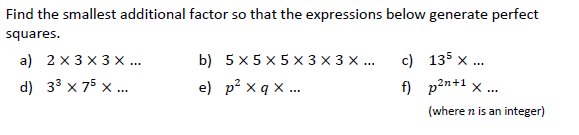 Find the smallest additional factor so that the expressions below generate perfect
squares.
a) 2 × 3 × 3 × ... b) 5 × 5 × 5 × 3 × 3 × ... c) 13⁵ × ...
d) 3³ × 7⁵ × ... e) p² × q × ... f) p²ⁿ⁺¹ × ...
(where n is an integer)